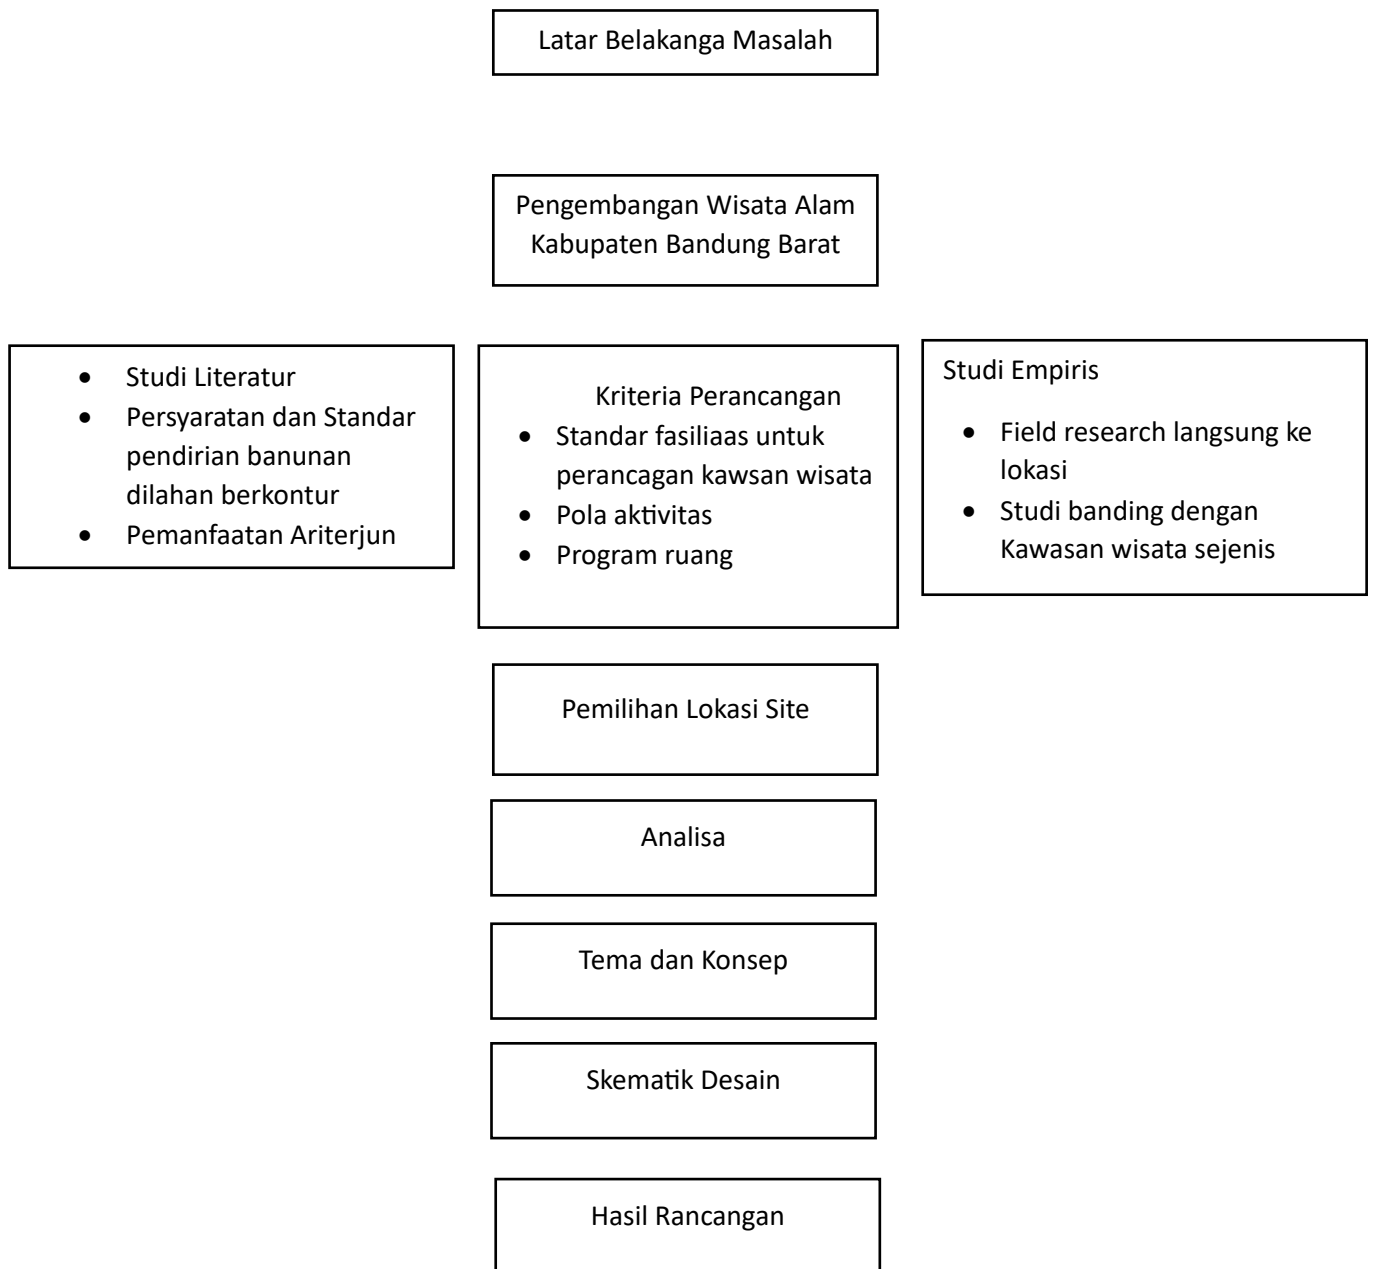 Latar Belakanga Masalah
Pengembangan Wisata Alam
Kabupaten Bandung Barat
• Studi Literatur
• Persyaratan dan Standar
pendirian banunan
dilahan berkontur
• Pemanfaatan Ariterjun
Kriteria Perancangan
• Standar fasiliaas untuk
perancagan kawsan wisata
• Pola aktivitas
• Program ruang
Studi Empiris
• Field research langsung ke
lokasi
• Studi banding dengan
Kawasan wisata sejenis
Pemilihan Lokasi Site
Analisa
Tema dan Konsep
Skematik Desain
Hasil Rancangan